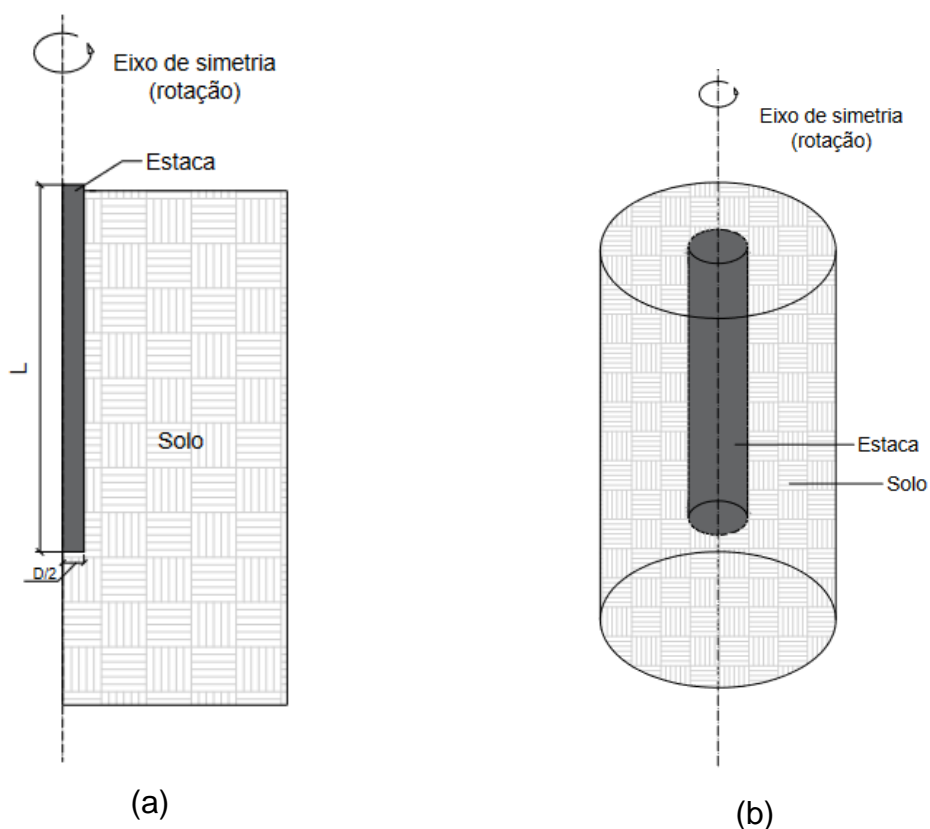 Eixo de simetria
(rotação)
Estaca
L
Solo
D/2
(a)
Eixo de simetria
(rotação)
Estaca
Solo
(b)